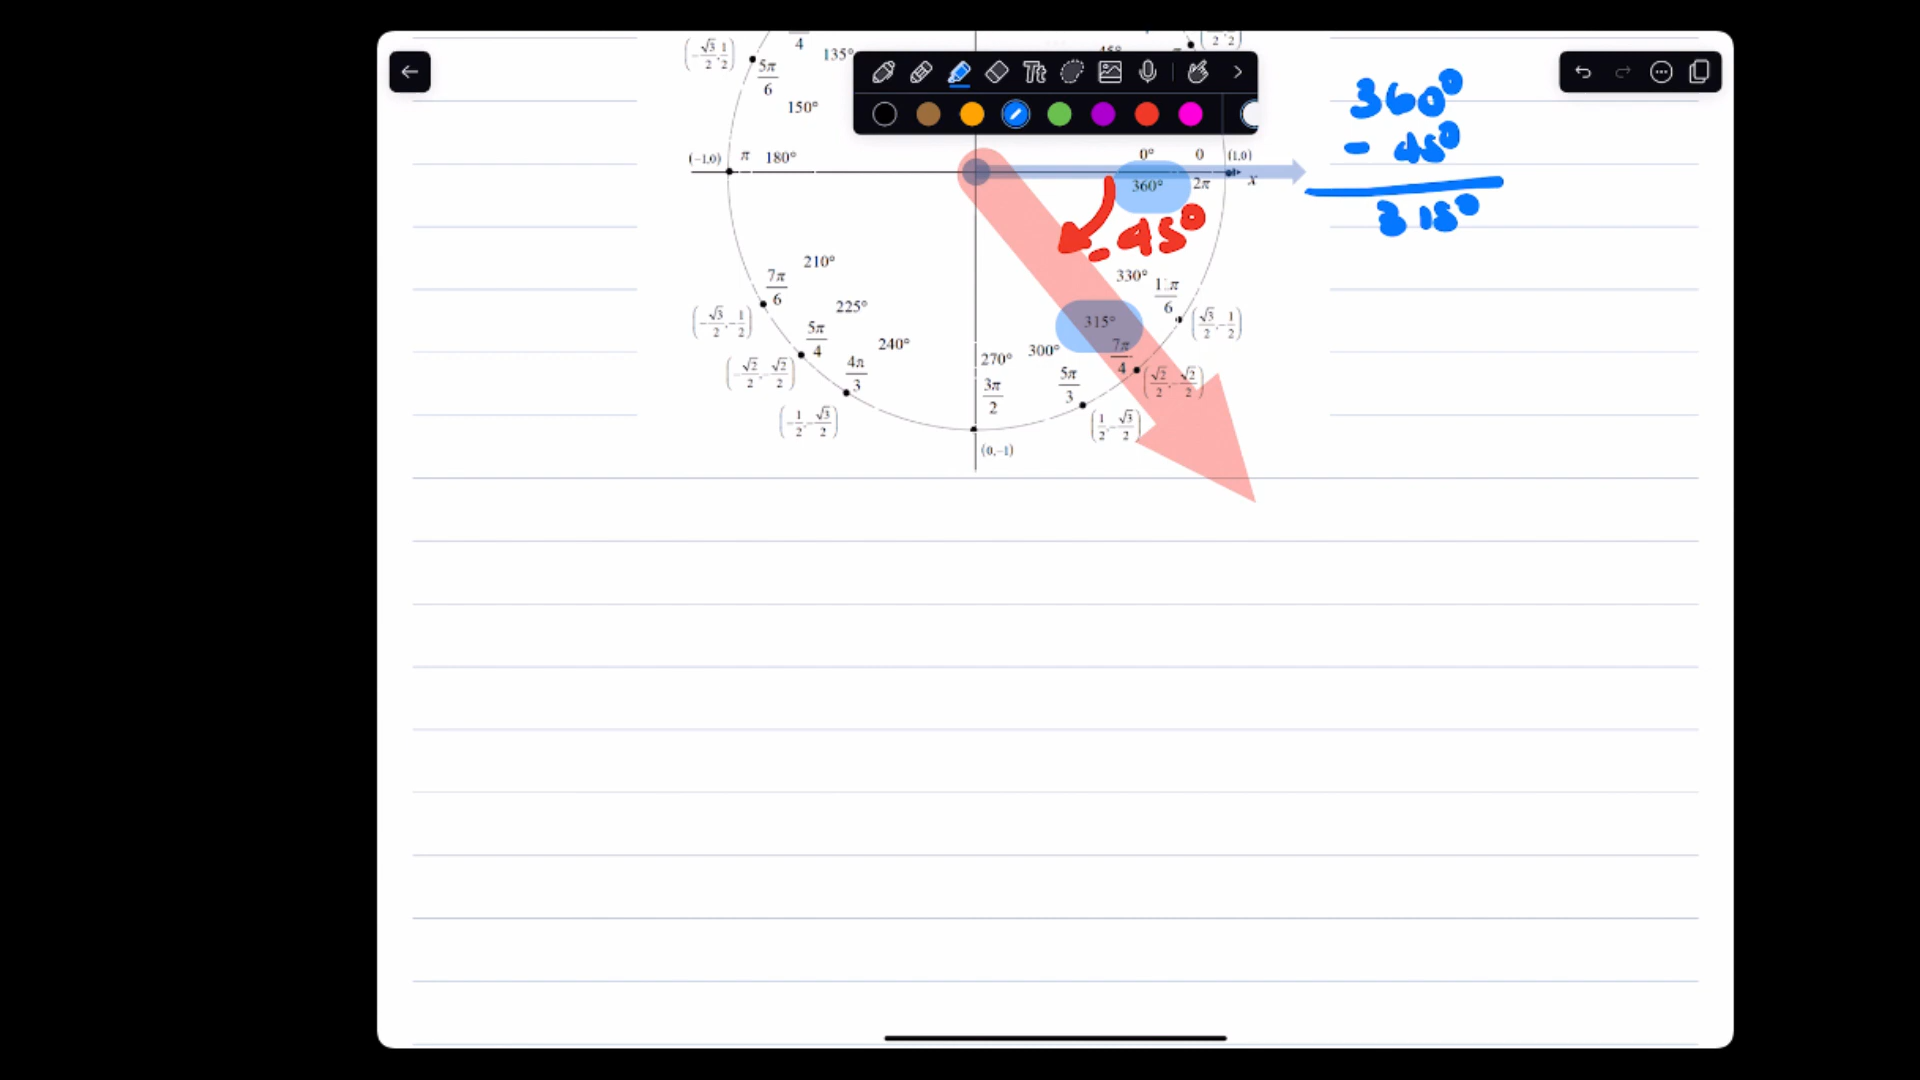 (-√3/2, 1/2)
5π/6
4
135°
45°
150°
Tt
360°
- 45°
315°
(-1,0)
π
180°
0°
0
(1,0)
360°
2π
x
-45°
210°
7π/6
(-√3/2, -1/2)
225°
5π/4
(-√2/2, -√2/2)
240°
4π/3
(-1/2, -√3/2)
270°
3π/2
(0,-1)
300°
5π/3
(1/2, -√3/2)
315°
7π/4
(√2/2, -√2/2)
330°
11π/6
(√3/2, -1/2)